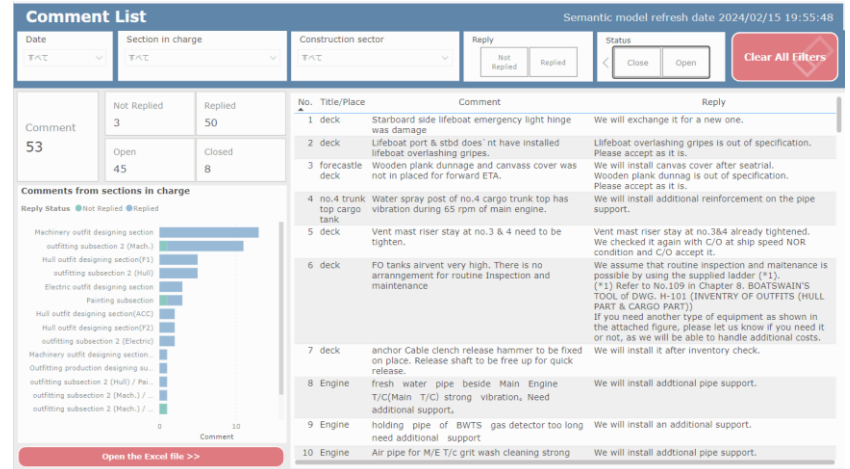 Comment List
Semantic model refresh date 2024/02/15 19:55:48
Date
すべて
Section in charge
すべて
Construction sector
すべて
Reply
Not Replied
Replied
Status
Close
Open
Clear All Filters
Comment
53
Not Replied
3
Replied
50
Open
45
Closed
8
Comments from sections in charge
Reply Status Not Replied Replied
Machinery outfit designing section
outfitting subsection 2 (Mach.)
Hull outfit designing section(F1)
outfitting subsection 2 (Hull)
Electric outfit designing section
Painting subsection
Hull outfit designing section(ACC)
Hull outfit designing section(F2)
outfitting subsection 2 (Electric)
Machinery outfit designing section...
Outfitting production designing su...
outfitting subsection 2 (Hull) / Pai...
outfitting subsection 2 (Mech.) / ...
outfitting subsection 2 (Mech.) / ...
0 10
Comment
Open the Excel file >>
No. Title/Place Comment Reply
1 deck Starboard side lifeboat emergency light hinge We will exchange it for a new one.
was damage
2 deck Lifeboat port & stbd does`nt have installed Llifeboat overlashing gripes is out of specification.
lifeboat overlashing gripes. Please accept as it is.
3 forecastle Wooden plank dunnage and canvass cover was We will install canvas cover after seatrial.
deck not in placed for forward ETA. Wooden plank dunnag is out of specification.
Please accept as it is.
4 no.4 trunk Water spray post of no.4 cargo trunk top has We will install additional reinforcement on the pipe
top cargo vibration during 65 rpm of main engine. support.
tank
5 deck Vent mast riser stay at no.3 & 4 need to be Vent mast riser stay at no.3&4 already tightened.
tighten. We checked it again with C/O at ship speed NOR
condition and C/O accept it.
6 deck FO tanks airvent very high. There is no We assume that routine inspection and maitenance is
arranngement for routine Inspection and possible by using the supplied ladder (*1).
maintenance (*1) Refer to No.109 in Chapter 8. BOATSWAIN'S
TOOL of DWG. H-101 (INVENTRY OF OUTFITS (HULL
PART & CARGO PART))
If you need another type of equipment as shown in
the attached figure, please let us know if you need it
or not, as we will be able to handle additional costs.
7 deck anchor Cable clench release hammer to be fixed We will install it after inventory check.
on place. Release shaft to be free up for quick
release.
8 Engine fresh water pipe beside Main Engine We will install addtional pipe support.
T/C(Main T/C) strong vibration。Need
additional support。
9 Engine holding pipe of BWTS gas detector too long We will install an additional support.
need additional support
10 Engine Air pipe for M/E T/c grit wash cleaning strong We will install addtional pipe support.